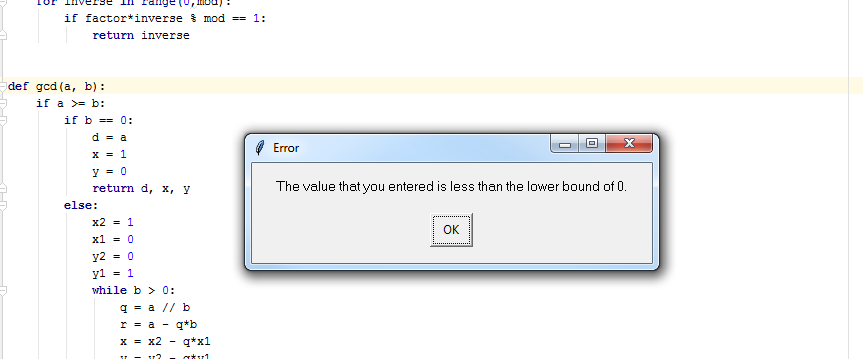 for inverse in range(0,mod):
if factor*inverse % mod == 1:
return inverse
def gcd(a, b):
if a >= b:
if b == 0:
d = a
x = 1
y = 0
return d, x, y
else:
x2 = 1
x1 = 0
y2 = 0
y1 = 1
while b > 0:
q = a // b
r = a - q*b
x = x2 - q*x1
y = y2 - q*y1
Error
The value that you entered is less than the lower bound of 0.
OK